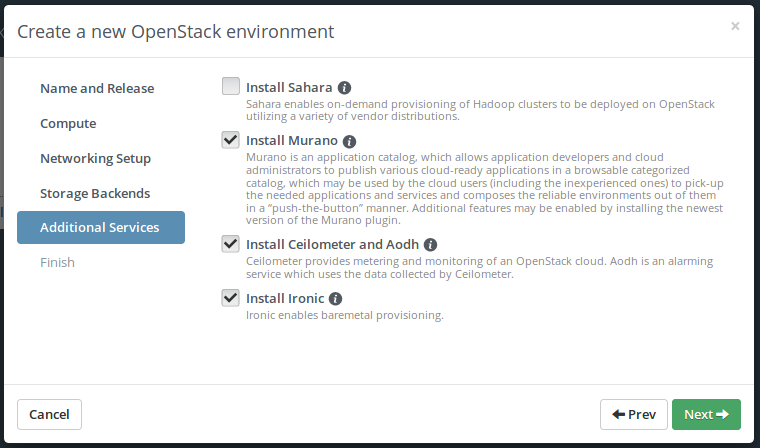 Create a new OpenStack environment
×
Name and Release
Compute
Networking Setup
Storage Backends
Additional Services
Finish
Install Sahara
Sahara enables on-demand provisioning of Hadoop clusters to be deployed on OpenStack
utilizing a variety of vendor distributions.
Install Murano
Murano is an application catalog, which allows application developers and cloud
administrators to publish various cloud-ready applications in a browsable categorized
catalog, which may be used by the cloud users (including the inexperienced ones) to pick-up
the needed applications and services and composes the reliable environments out of them
in a “push-the-button” manner. Additional features may be enabled by installing the newest
version of the Murano plugin.
Install Ceilometer and Aodh
Ceilometer provides metering and monitoring of an OpenStack cloud. Aodh is an alarming
service which uses the data collected by Ceilometer.
Install Ironic
Ironic enables baremetal provisioning.
Cancel
Prev
Next